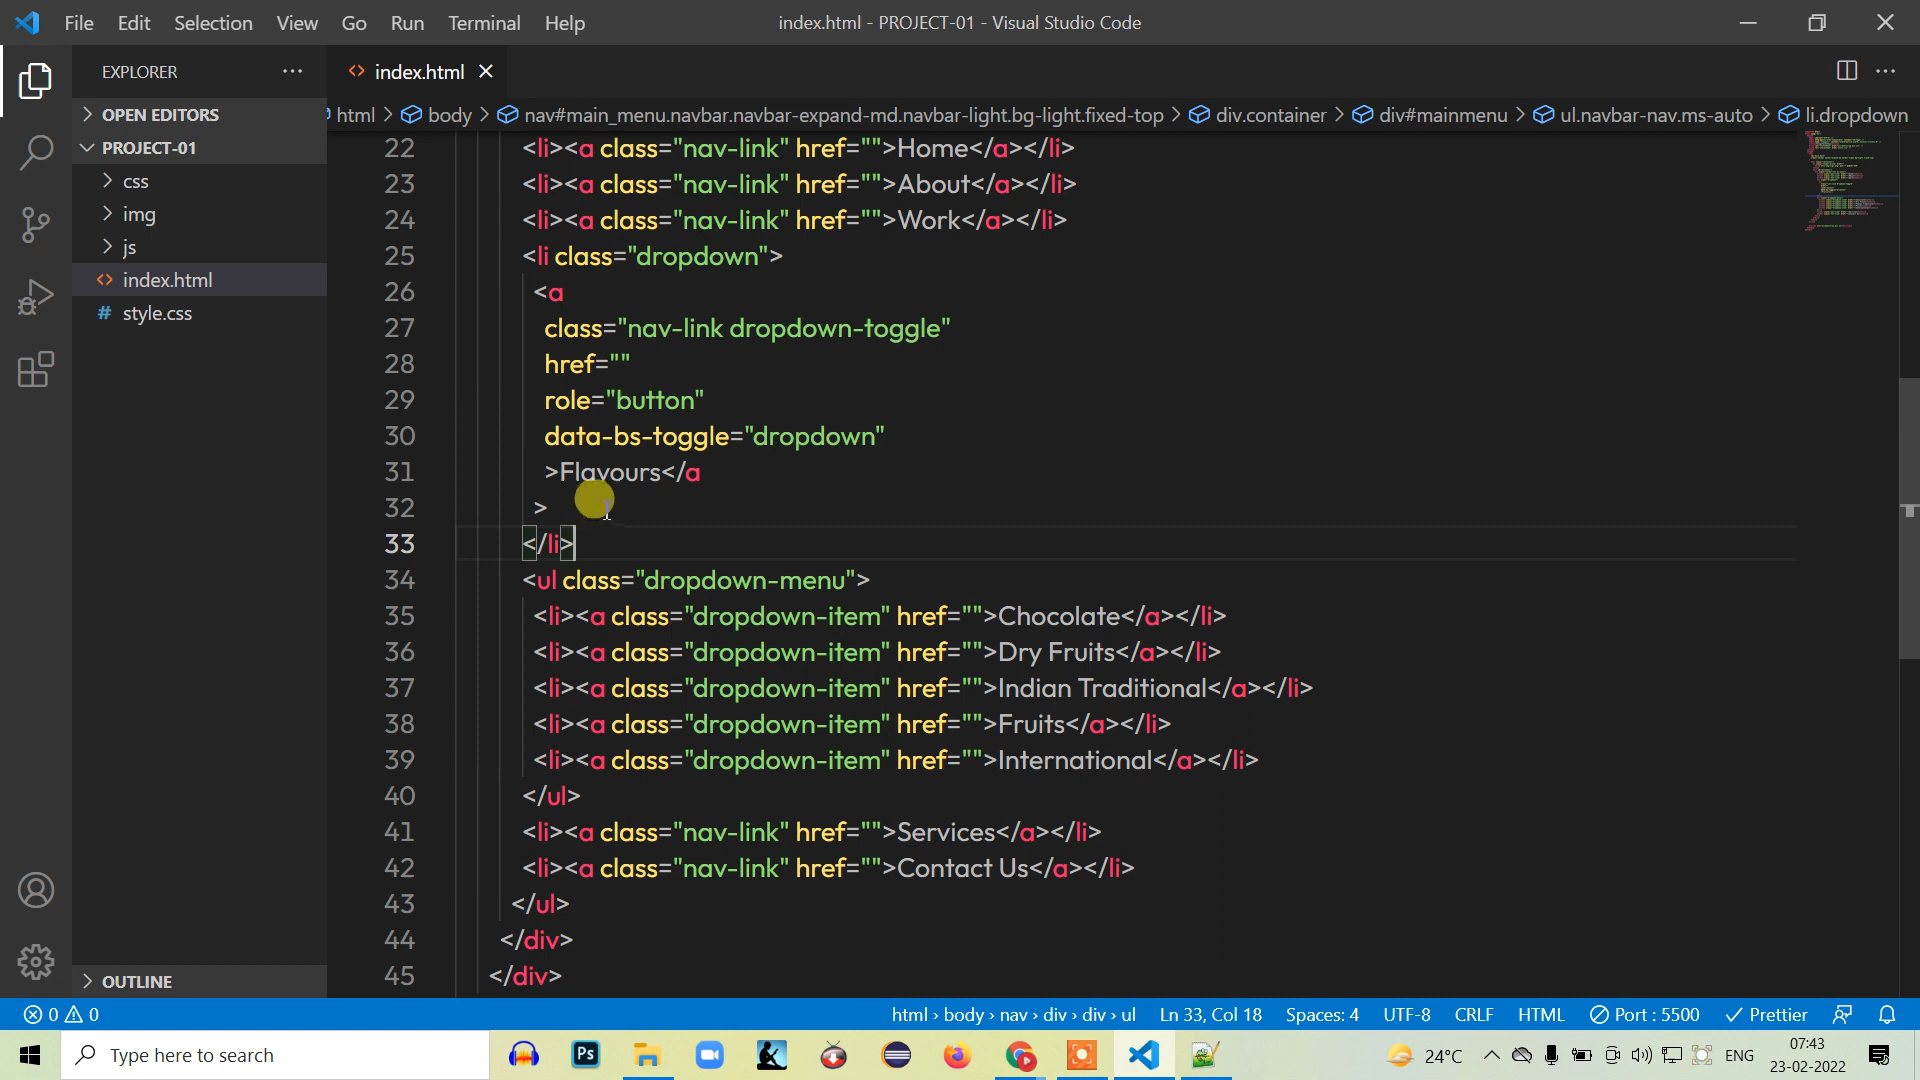 File Edit Selection View Go Run Terminal Help
index.html - PROJECT-01 - Visual Studio Code
EXPLORER
index.html
OPEN EDITORS
html > body > nav#main_menu.navbar.navbar-expand-md.navbar-light.bg-light.fixed-top > div.container > div#mainmenu > ul.navbar-nav.ms-auto > li.dropdown
PROJECT-01
css
img
js
index.html
# style.css
22 <li><a class="nav-link" href="">Home</a></li>
23 <li><a class="nav-link" href="">About</a></li>
24 <li><a class="nav-link" href="">Work</a></li>
25 <li class="dropdown">
26 <a
27 class="nav-link dropdown-toggle"
28 href=""
29 role="button"
30 data-bs-toggle="dropdown"
31 >Flavours</a
32 >
33 </li>
34 <ul class="dropdown-menu">
35 <li><a class="dropdown-item" href="">Chocolate</a></li>
36 <li><a class="dropdown-item" href="">Dry Fruits</a></li>
37 <li><a class="dropdown-item" href="">Indian Traditional</a></li>
38 <li><a class="dropdown-item" href="">Fruits</a></li>
39 <li><a class="dropdown-item" href="">International</a></li>
40 </ul>
41 <li><a class="nav-link" href="">Services</a></li>
42 <li><a class="nav-link" href="">Contact Us</a></li>
43 </ul>
44 </div>
45 </div>
OUTLINE
0 0
html > body > nav > div > div > ul Ln 33, Col 18 Spaces: 4 UTF-8 CRLF HTML Port : 5500 Prettier
Type here to search
Ps
24°C
ENG
07:43
23-02-2022